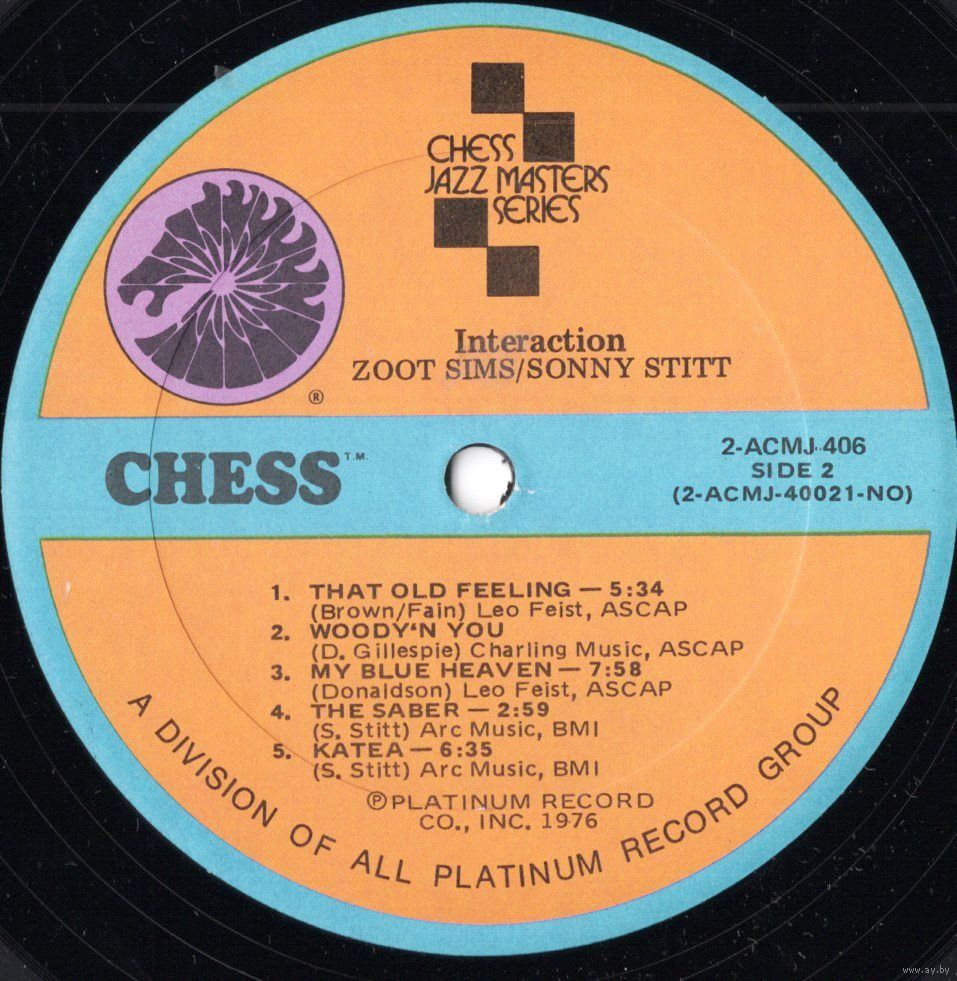 CHESS
JAZZ MASTERS
SERIES
Interaction
ZOOT SIMS/SONNY STITT
®
CHESS T.M.
2-ACMJ-406
SIDE 2
(2-ACMJ-40021-NO)
1. THAT OLD FEELING — 5:34
(Brown/Fain) Leo Feist, ASCAP
2. WOODY'N YOU
(D. Gillespie) Charling Music, ASCAP
3. MY BLUE HEAVEN — 7:58
(Donaldson) Leo Feist, ASCAP
4. THE SABER — 2:59
(S. Stitt) Arc Music, BMI
5. KATEA — 6:35
(S. Stitt) Arc Music, BMI
℗PLATINUM RECORD
CO., INC. 1976
A DIVISION OF ALL PLATINUM RECORD GROUP
www.ay.by